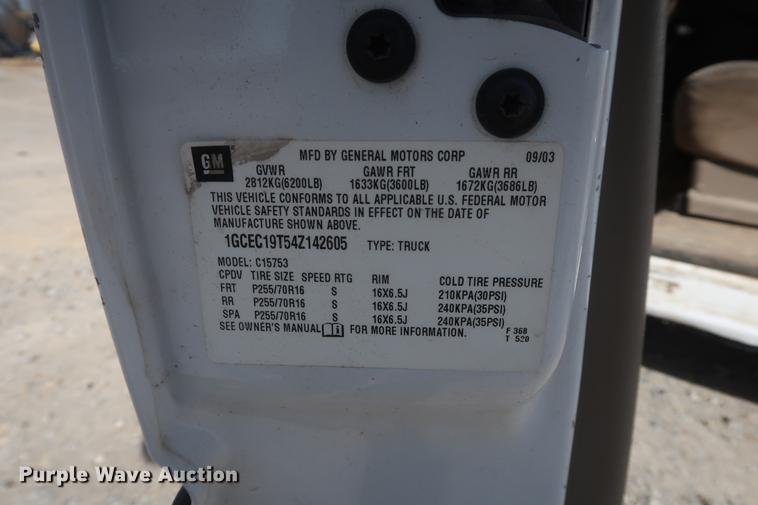 GM
MFD BY GENERAL MOTORS CORP 09/03
GVWR GAWR FRT GAWR RR
2812KG(6200LB) 1633KG(3600LB) 1672KG(3686LB)
THIS VEHICLE CONFORMS TO ALL APPLICABLE U.S. FEDERAL MOTOR
VEHICLE SAFETY STANDARDS IN EFFECT ON THE DATE OF
MANUFACTURE SHOWN ABOVE.
1GCEC19T54Z142605 TYPE: TRUCK
MODEL: C15753
CPDV TIRE SIZE SPEED RTG RIM COLD TIRE PRESSURE
FRT P255/70R16 S 16X6.5J 210KPA(30PSI)
RR P255/70R16 S 16X6.5J 240KPA(35PSI)
SPA P255/70R16 S 16X6.5J 240KPA(35PSI)
SEE OWNER'S MANUAL FOR MORE INFORMATION.
F 368
T 520
Purple Wave Auction